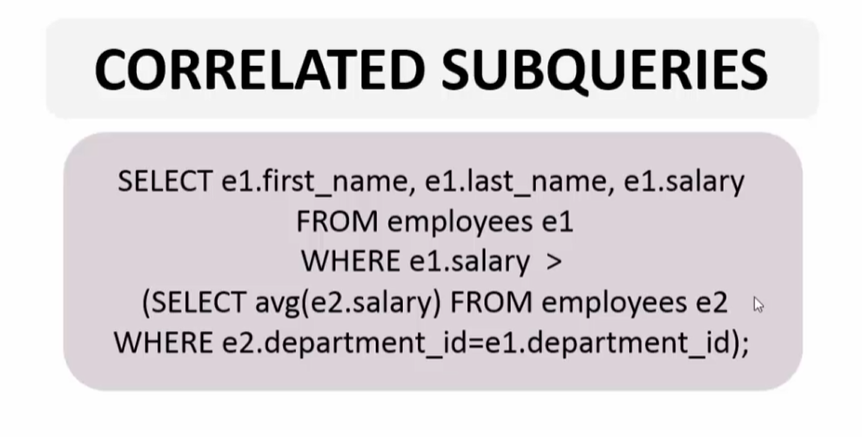 CORRELATED SUBQUERIES
SELECT e1.first_name, e1.last_name, e1.salary
FROM employees e1
WHERE e1.salary >
(SELECT avg(e2.salary) FROM employees e2
WHERE e2.department_id=e1.department_id);